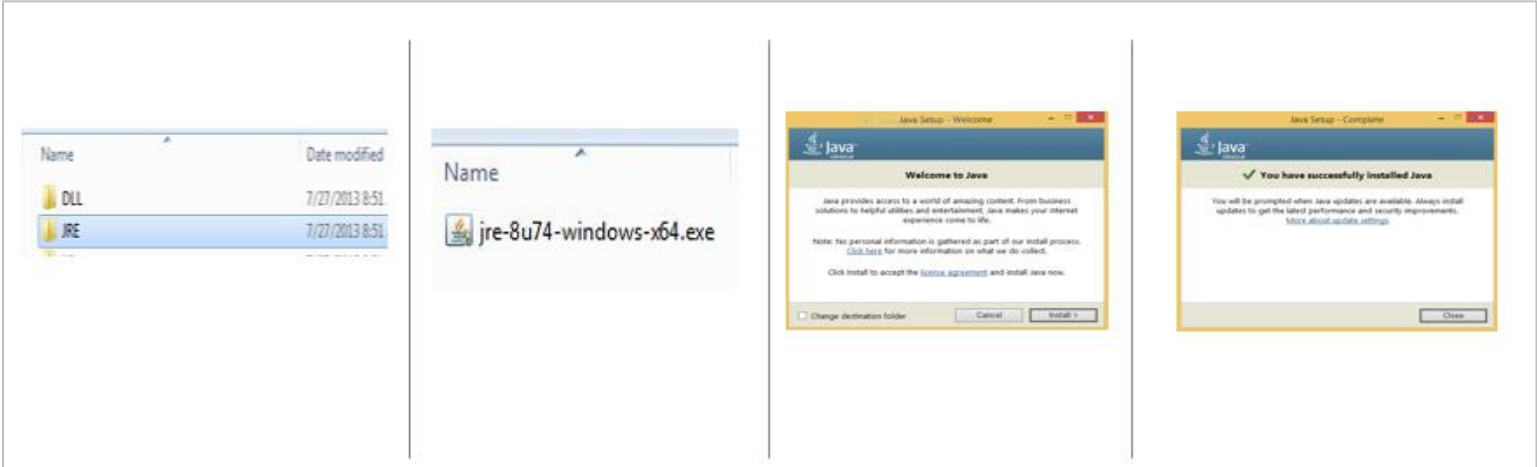 Name Date modified
DLL 7/27/2013 8:51
JRE 7/27/2013 8:51
Name
jre-8u74-windows-x64.exe
Java Setup - Welcome
Java
Welcome to Java
Java provides access to a world of amazing content. From business
solutions to helpful utilities and entertainment, Java makes your internet
experience come to life.
Note: No personal information is gathered as part of our install process.
Click here for more information on what we do collect.
Click Install to accept the license agreement and install Java now.
Change destination folder Cancel Install >
Java Setup - Complete
Java
You have successfully installed Java
You will be prompted when Java updates are available. Always install
updates to get the latest performance and security improvements.
More about update settings
Close